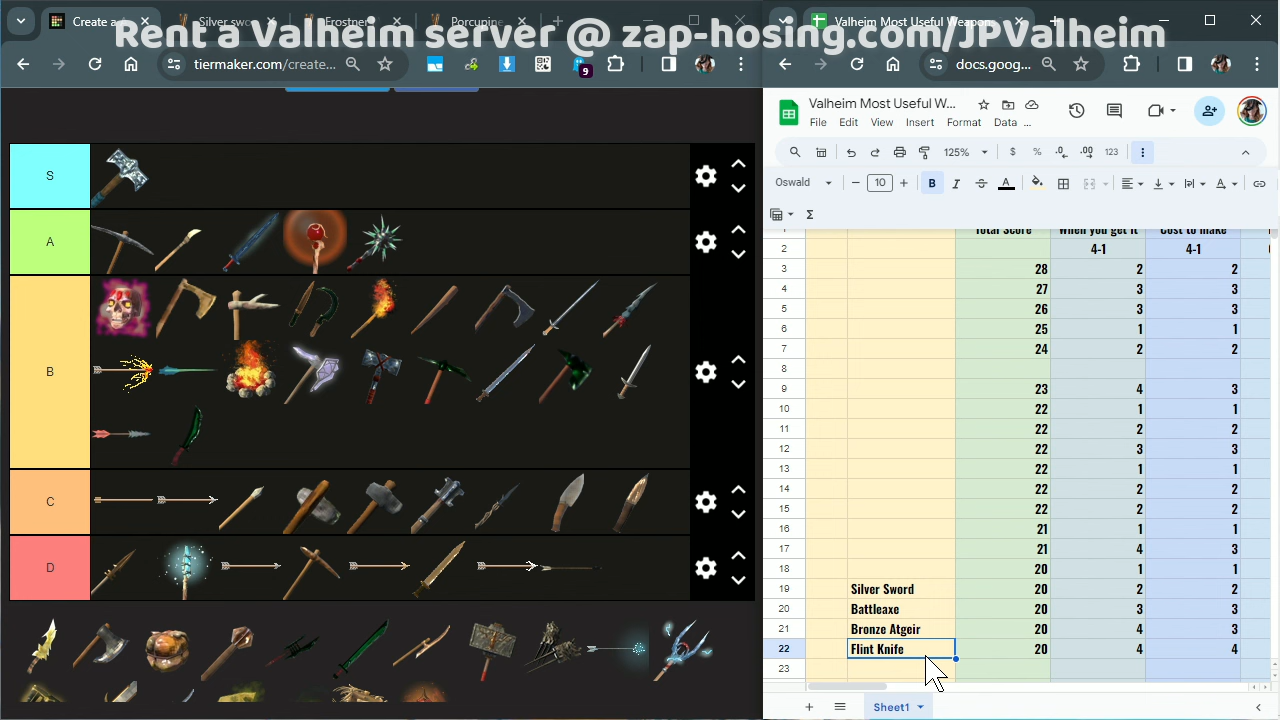 Create a
Silver swo
Frostner
Porcupin
Valheim Most Useful Weapons
Rent a Valheim server @ zap-hosing.com/JPValheim
tiermaker.com/create...
9
docs.goog...
Valheim Most Useful W...
File Edit View Insert Format Data ...
125% $ % .0 .00 123
Oswald 10 B I A
S
A
B
C
D
1 Total Score When you get it Cost to make
2 4-1 4-1
3 28 2 2
4 27 3 3
5 26 3 3
6 25 1 1
7 24 2 2
8
9 23 4 3
10 22 1 1
11 22 2 2
12 22 3 3
13 22 1 1
14 22 2 2
15 22 2 2
16 21 1 1
17 21 4 3
18 20 1 1
19 Silver Sword 20 2 2
20 Battleaxe 20 3 3
21 Bronze Atgeir 20 4 3
22 Flint Knife 20 4 4
23
Sheet1